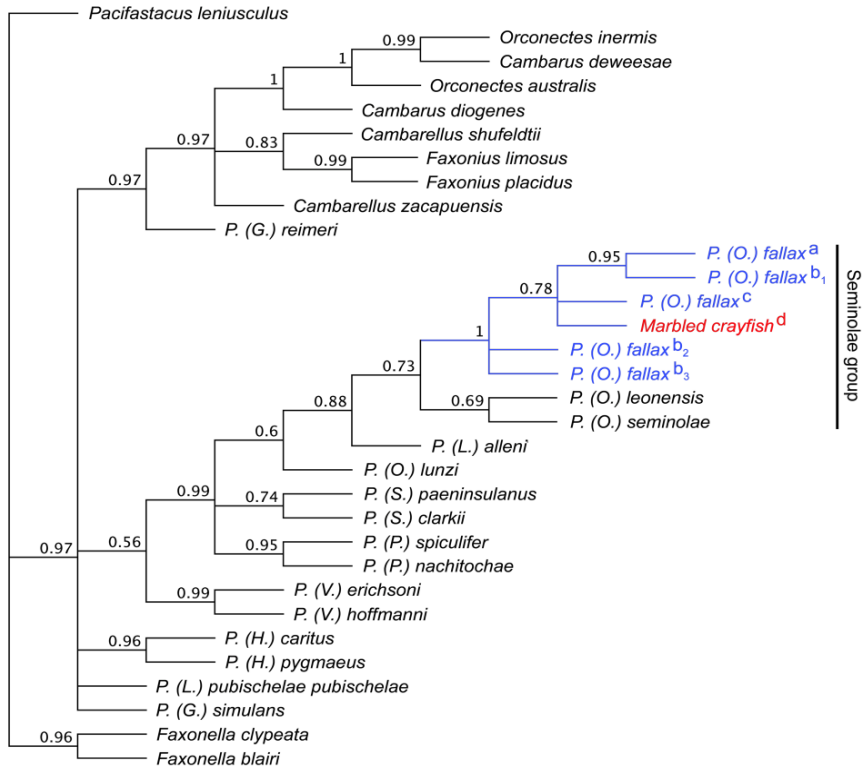 Pacifastacus leniusculus
0.99 Orconectes inermis
1 Cambarus deweesae
1 Orconectes australis
Cambarus diogenes
0.97 0.83 Cambarellus shufeldtii
0.99 Faxonius limosus
0.97 Faxonius placidus
Cambarellus zacapuensis
P. (G.) reimeri
0.95 P. (O.) fallax a
P. (O.) fallax b1
0.78 P. (O.) fallax c
1 Marbled crayfish d
P. (O.) fallax b2
0.73 P. (O.) fallax b3
0.88 0.69 P. (O.) leonensis
P. (O.) seminolae
Seminolae group
0.6 P. (L.) alleni
P. (O.) lunzi
0.99 0.74 P. (S.) paeninsulanus
P. (S.) clarkii
0.97 0.56 0.95 P. (P.) spiculifer
P. (P.) nachitochae
0.99 P. (V.) erichsoni
P. (V.) hoffmanni
0.96 P. (H.) caritus
P. (H.) pygmaeus
P. (L.) pubischelae pubischelae
P. (G.) simulans
0.96 Faxonella clypeata
Faxonella blairi